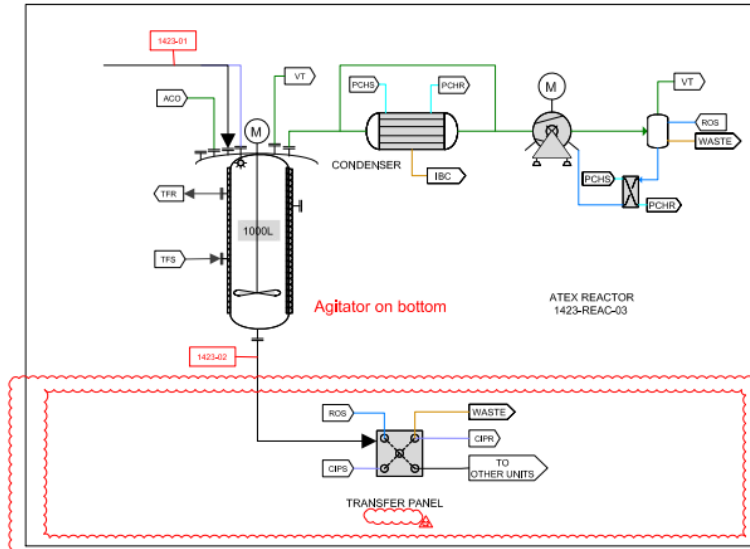 1423-01
ACO
M
VT
PCHS
PCHR
M
VT
ROS
WASTE
CONDENSER
IBC
PCHS
PCHR
TFR
1000L
TFS
Agitator on bottom
ATEX REACTOR
1423-REAC-03
1423-02
ROS
WASTE
CIPR
CIPS
TO
OTHER UNITS
TRANSFER PANEL